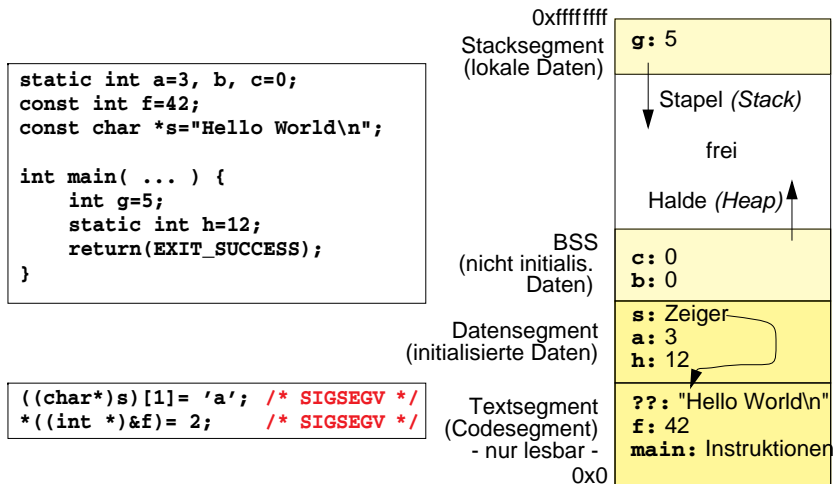 static int a=3, b, c=0;
const int f=42;
const char *s="Hello World\n";
int main( ... ) {
int g=5;
static int h=12;
return(EXIT_SUCCESS);
}
((char*)s)[1]= ’a’; /* SIGSEGV */
*((int *)&f)= 2; /* SIGSEGV */
0xffffffff
Stacksegment
(lokale Daten)
g: 5
Stapel (Stack)
frei
Halde (Heap)
BSS
(nicht initialis.
Daten)
c: 0
b: 0
Datensegment
(initialisierte Daten)
s: Zeiger
a: 3
h: 12
Textsegment
(Codesegment)
- nur lesbar -
0x0
??: "Hello World\n"
f: 42
main: Instruktionen